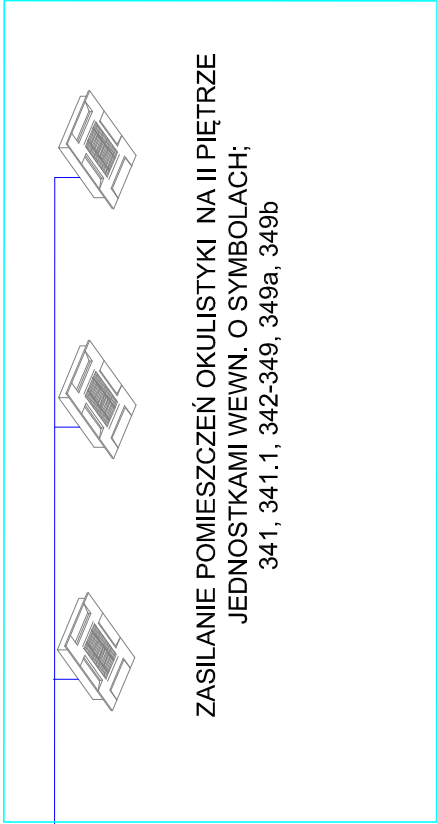 ZASILANIE POMIESZCZEŃ OKULISTYKI NA II PIĘTRZE
JEDNOSTKAMI WEWN. O SYMBOLACH;
341, 341.1, 342-349, 349a, 349b